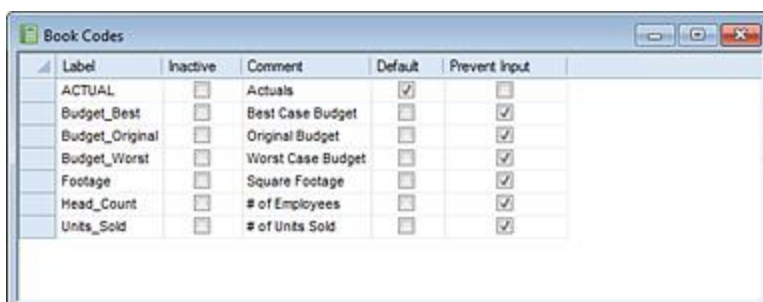 Book Codes
Label Inactive Comment Default Prevent Input
ACTUAL Actuals
Budget_Best Best Case Budget
Budget_Original Original Budget
Budget_Worst Worst Case Budget
Footage Square Footage
Head_Count # of Employees
Units_Sold # of Units Sold